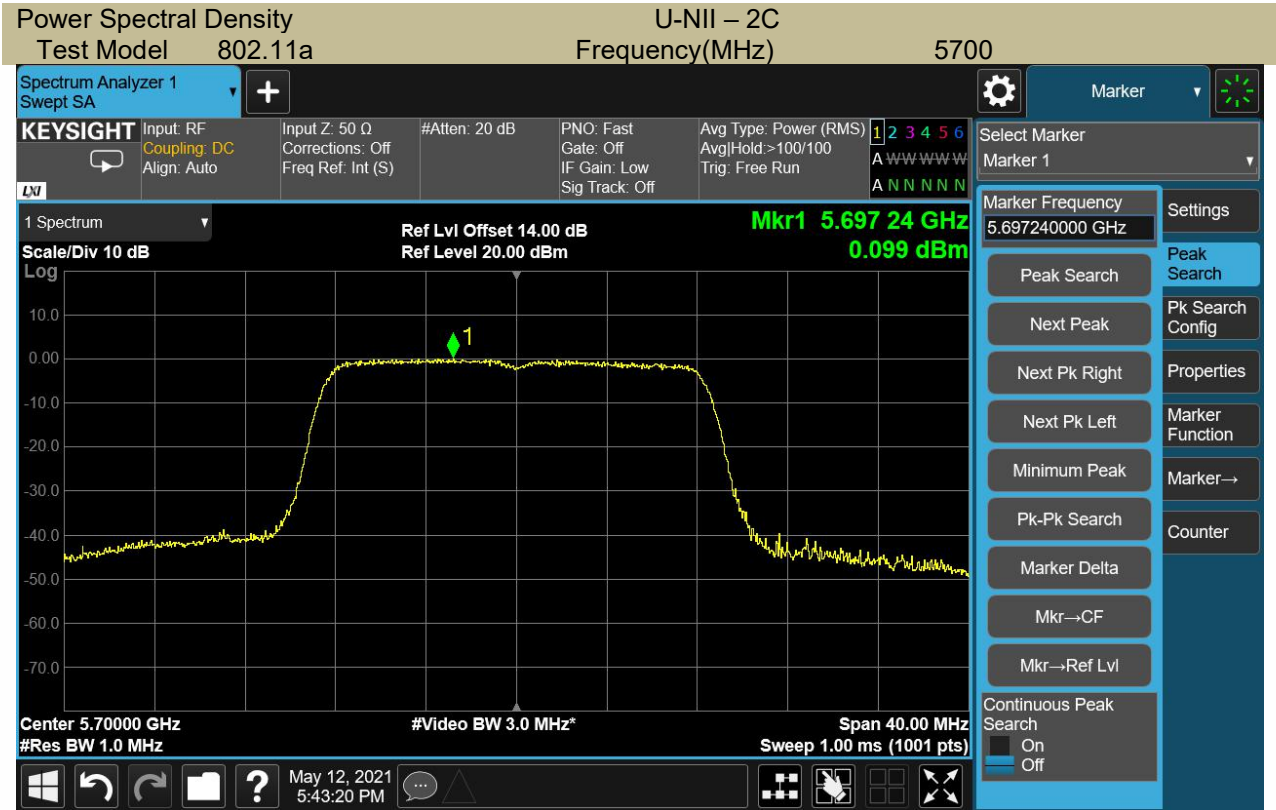 Power Spectral Density U-NII – 2C
Test Model 802.11a Frequency(MHz) 5700
Spectrum Analyzer 1
Swept SA
+
Marker
KEYSIGHT
LXI
Input: RF
Coupling: DC
Align: Auto
Input Z: 50 Ω
Corrections: Off
Freq Ref: Int (S)
#Atten: 20 dB
PNO: Fast
Gate: Off
IF Gain: Low
Sig Track: Off
Avg Type: Power (RMS)
Avg|Hold:>100/100
Trig: Free Run
1 2 3 4 5 6
A W W W W W
A N N N N N
Select Marker
Marker 1
1 Spectrum
Scale/Div 10 dB
Log
Ref Lvl Offset 14.00 dB
Ref Level 20.00 dBm
Mkr1 5.697 24 GHz
0.099 dBm
10.0
0.00
-10.0
-20.0
-30.0
-40.0
-50.0
-60.0
-70.0
1
Center 5.70000 GHz
#Res BW 1.0 MHz
#Video BW 3.0 MHz*
Span 40.00 MHz
Sweep 1.00 ms (1001 pts)
Marker Frequency
5.697240000 GHz
Peak Search
Next Peak
Next Pk Right
Next Pk Left
Minimum Peak
Pk-Pk Search
Marker Delta
Mkr→CF
Mkr→Ref Lvl
Continuous Peak
Search
On
Off
Settings
Peak
Search
Pk Search
Config
Properties
Marker
Function
Marker→
Counter
?
May 12, 2021
5:43:20 PM